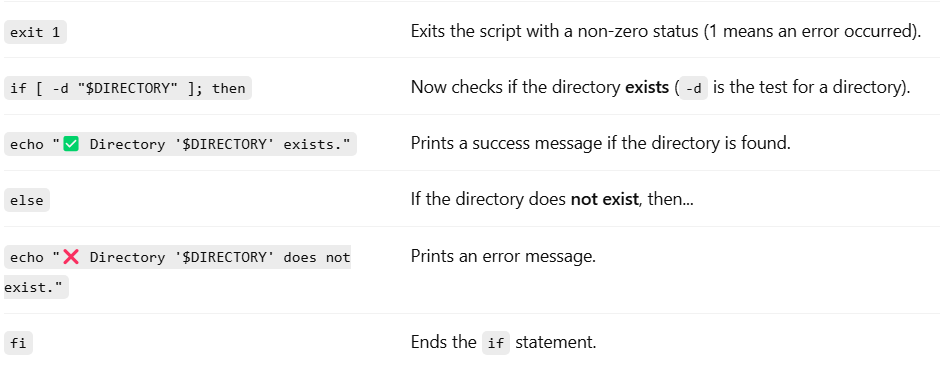 exit 1
Exits the script with a non-zero status (1 means an error occurred).
if [ -d "$DIRECTORY" ]; then
Now checks if the directory exists ( -d is the test for a directory).
echo "✅ Directory '$DIRECTORY' exists."
Prints a success message if the directory is found.
else
If the directory does not exist, then...
echo "❌ Directory '$DIRECTORY' does not
exist."
Prints an error message.
fi
Ends the if statement.